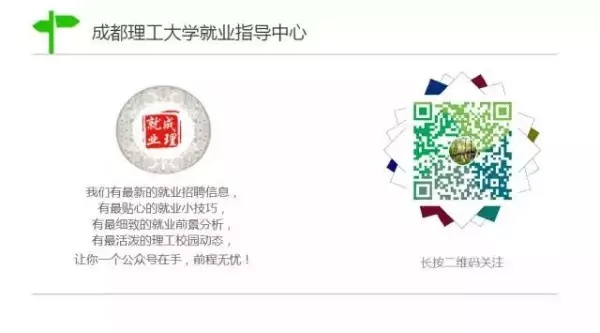 成都理工大学就业指导中心
成理
就业
我们有最新的就业招聘信息，
有最贴心的就业小技巧，
有最细致的就业前景分析，
有最活泼的理工校园动态，
让你一个公众号在手，前程无忧！
长按二维码关注